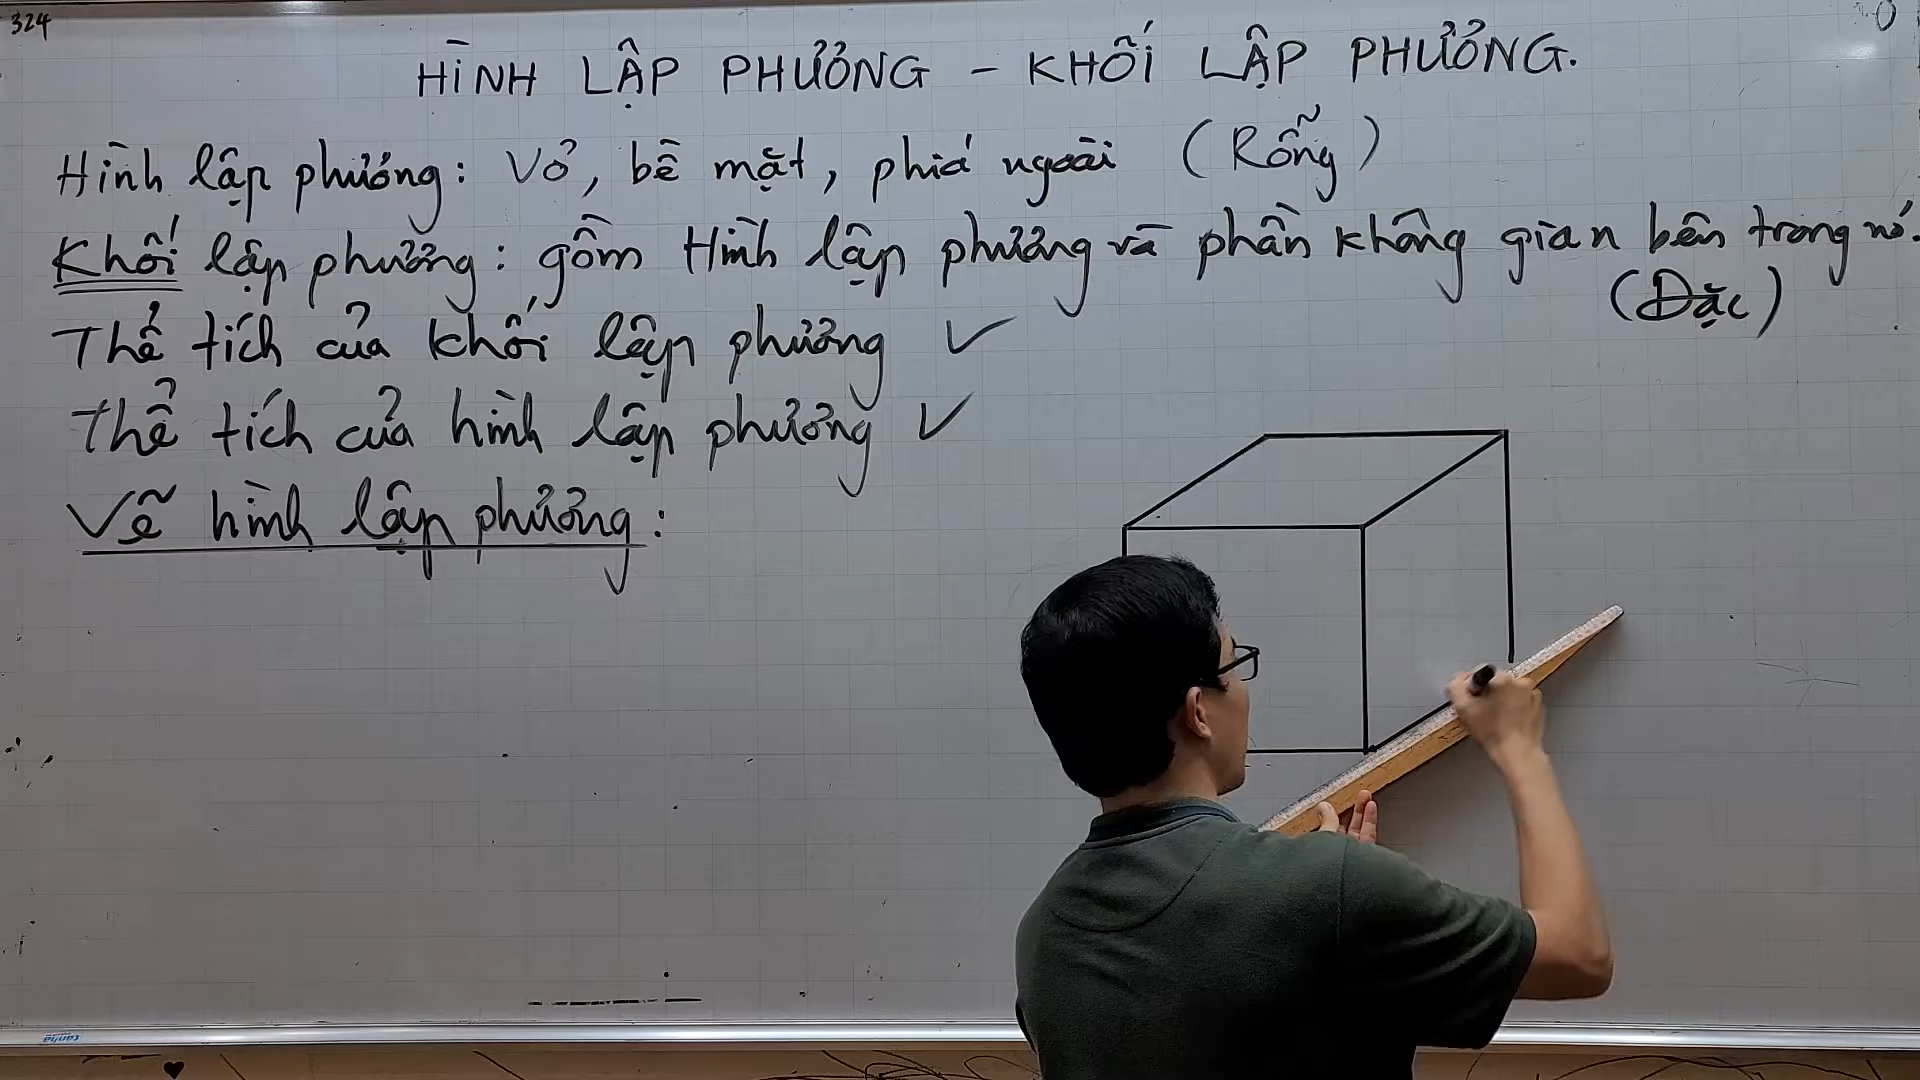 324
HÌNH LẬP PHƯƠNG - KHỐI LẬP PHƯƠNG.
Hình lập phương: Vỏ, bề mặt, phía ngoài (Rỗng)
Khối lập phương: gồm Hình lập phương và phần không gian bên trong nó.
(Đặc)
Thể tích của khối lập phương ✓
Thể tích của hình lập phương ✓
Vẽ hình lập phương: